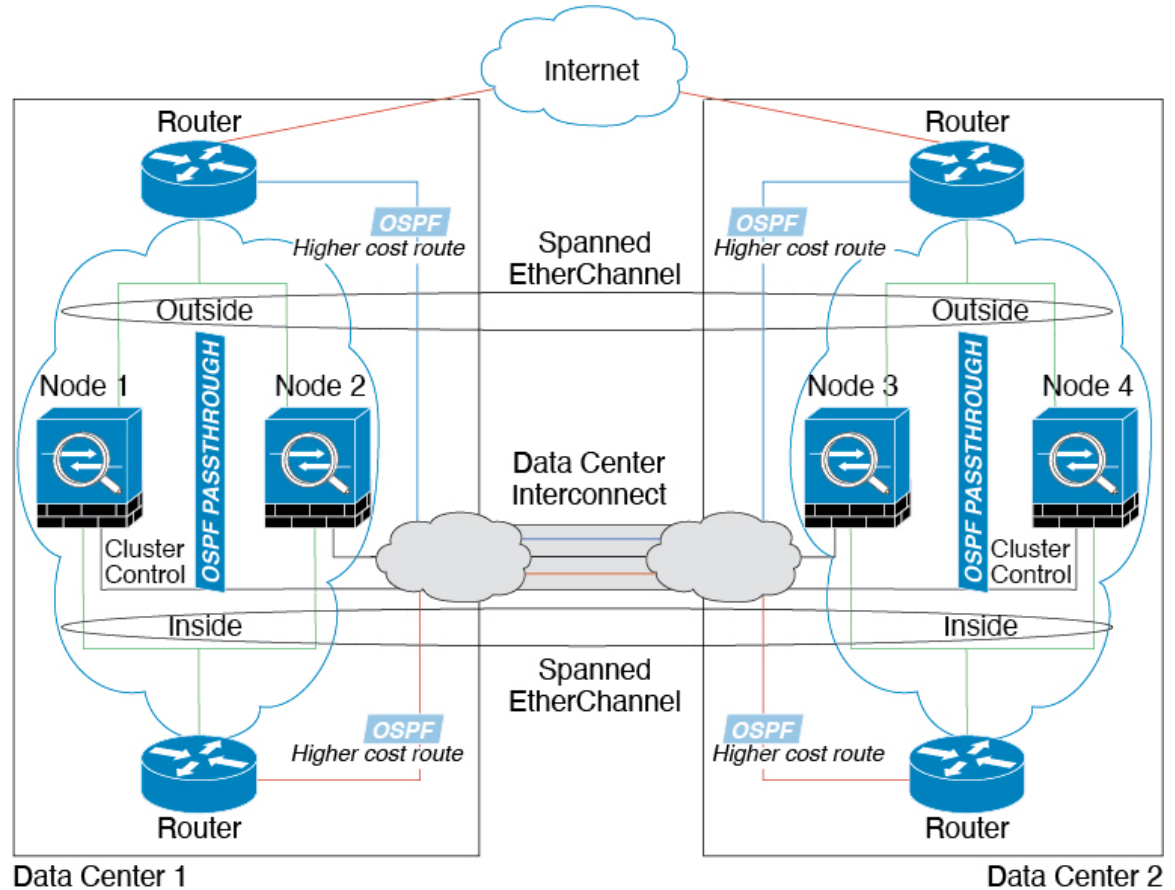 Internet
Router
Router
OSPF
Higher cost route
Spanned
EtherChannel
OSPF
Higher cost route
Outside
Outside
Node 1
Node 2
Node 3
Node 4
OSPF PASSTHROUGH
OSPF PASSTHROUGH
Data Center
Interconnect
Cluster
Control
Cluster
Control
Inside
Inside
Spanned
EtherChannel
OSPF
Higher cost route
OSPF
Higher cost route
Router
Router
Data Center 1
Data Center 2